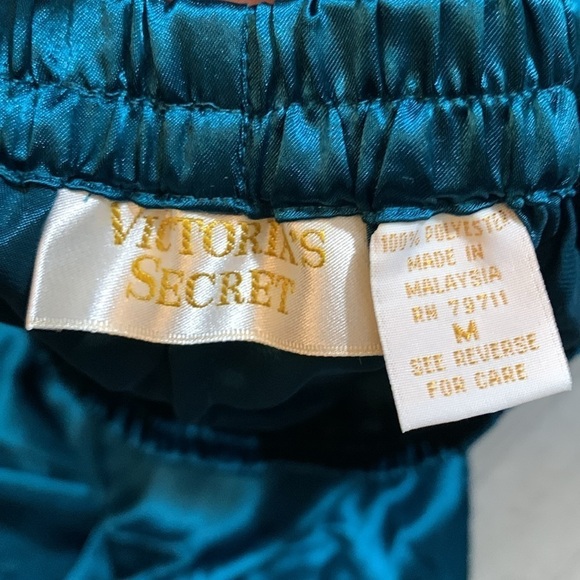 VICTORIA'S
SECRET
100% POLYESTER
MADE IN
MALAYSIA
RN 79711
M
SEE REVERSE
FOR CARE